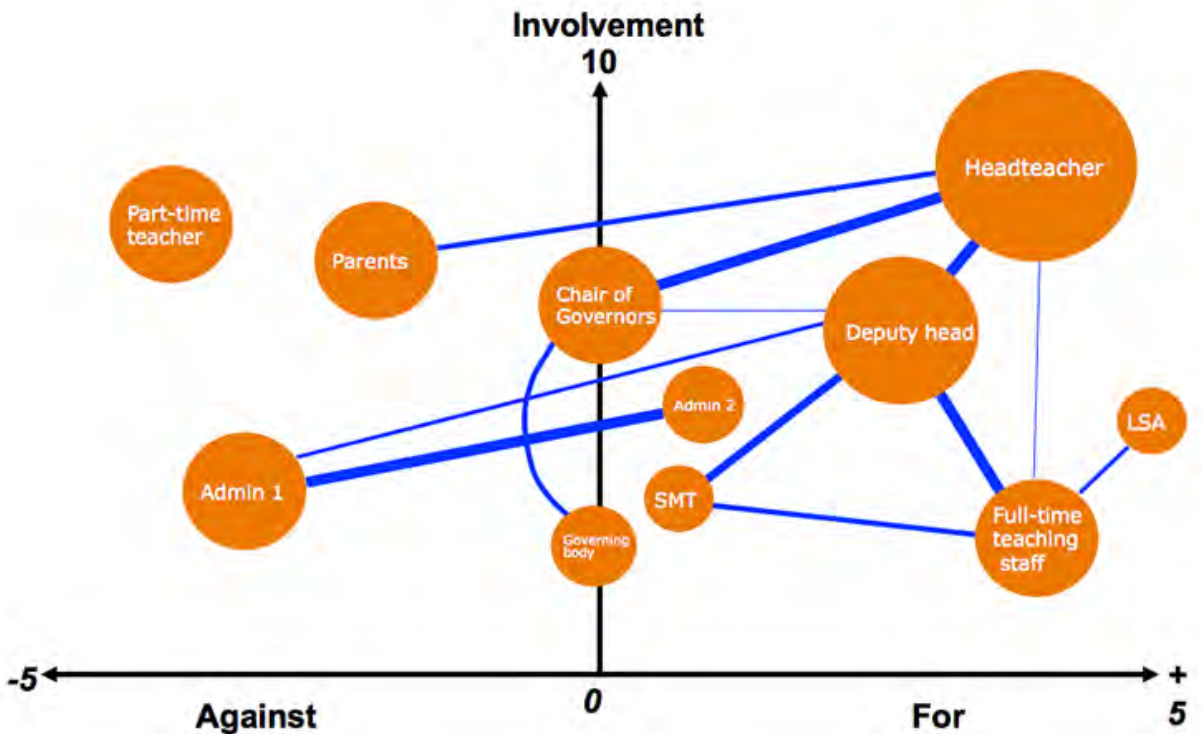 Involvement
10
Headteacher
Part-time
teacher
Parents
Chair of
Governors
Deputy head
Admin 2
LSA
Admin 1
SMT
Full-time
teaching
staff
Governing
body
-5
0
+
5
Against
For